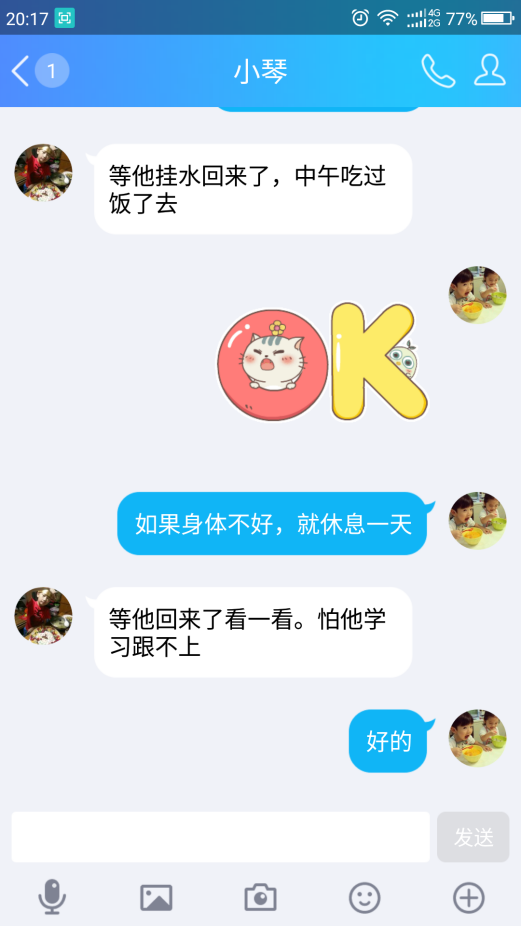 20:17
4G
2G
77%
1
小琴
等他挂水回来了，中午吃过
饭了去
OK
如果身体不好，就休息一天
等他回来了看一看。怕他学
习跟不上
好的
发送